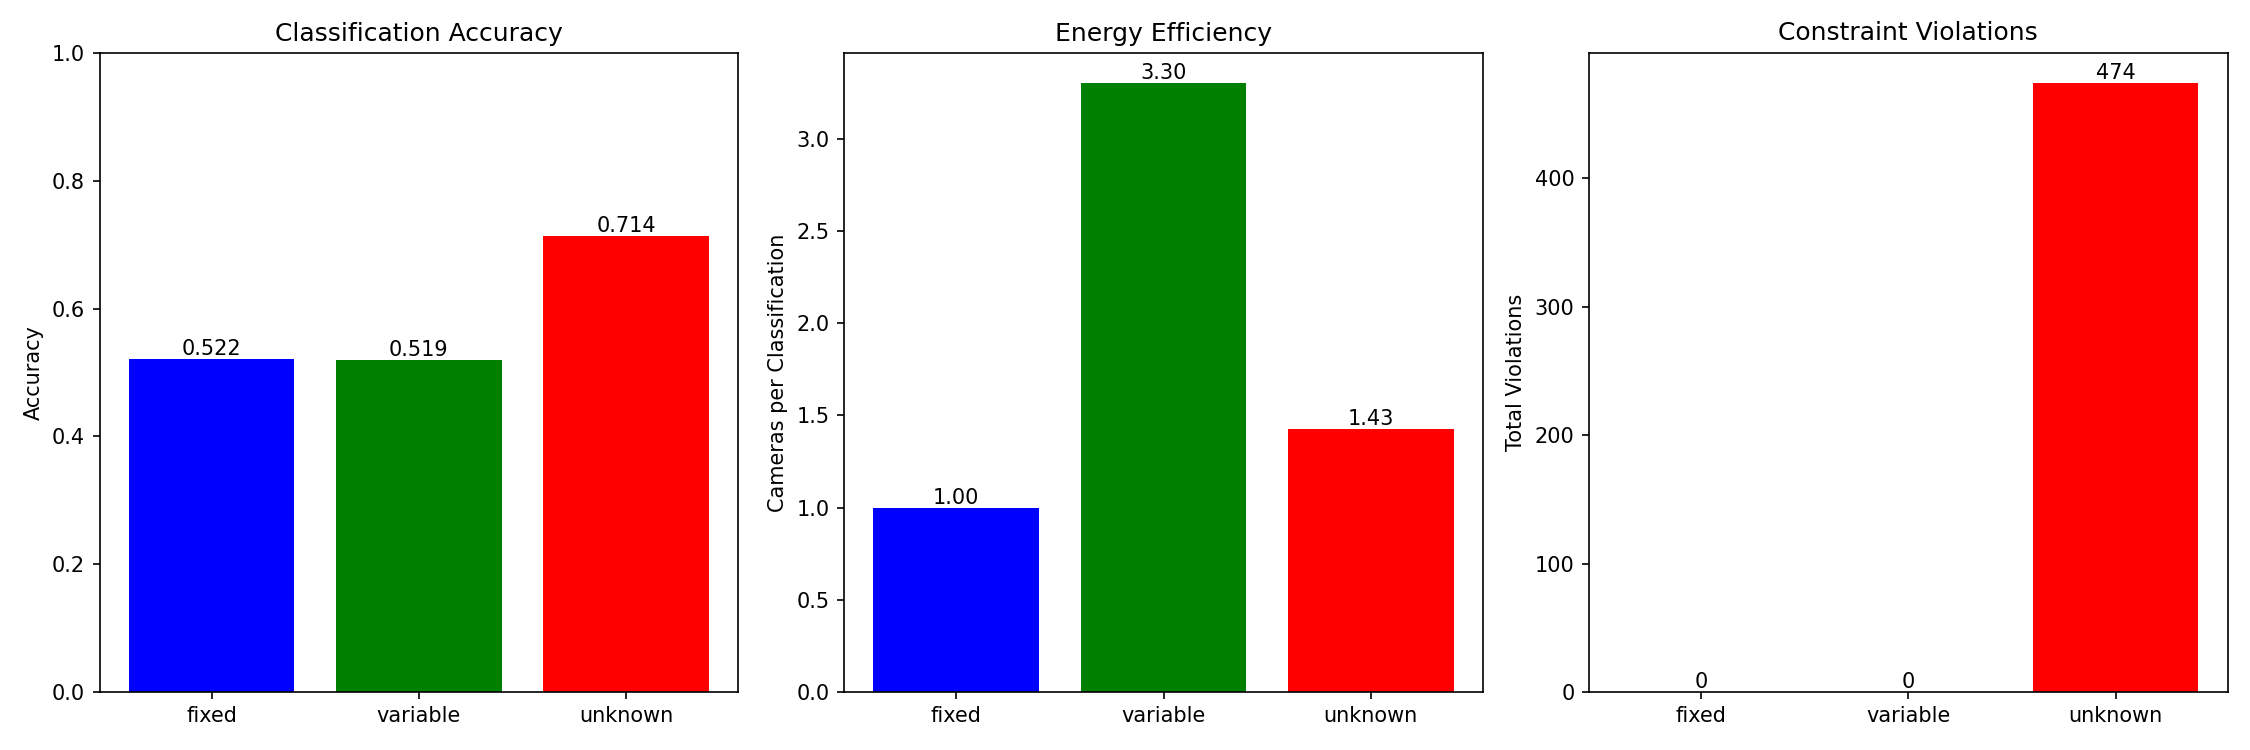 Classification Accuracy
Accuracy
1.0
0.8
0.6
0.4
0.2
0.0
0.522
0.519
0.714
fixed
variable
unknown
Energy Efficiency
Cameras per Classification
3.0
2.5
2.0
1.5
1.0
0.5
0.0
1.00
3.30
1.43
fixed
variable
unknown
Constraint Violations
Total Violations
400
300
200
100
0
0
0
474
fixed
variable
unknown